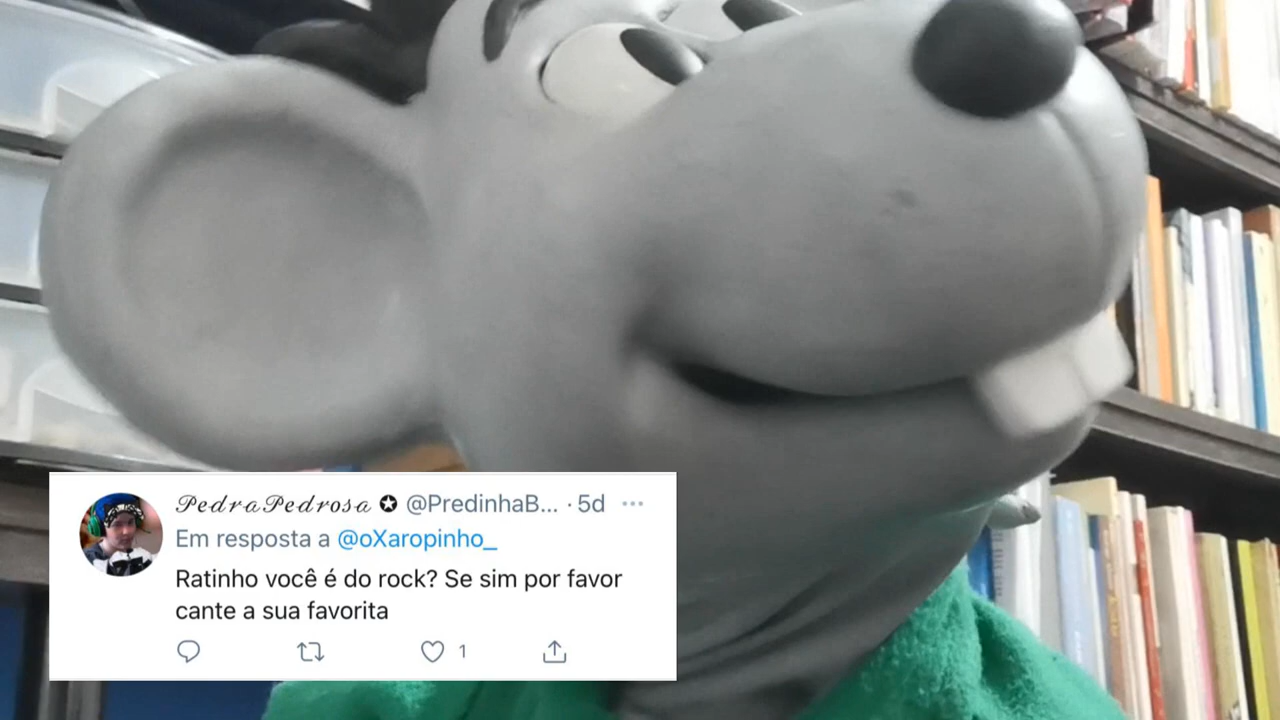 𝒫𝑒𝒹𝓇𝒶𝒫𝑒𝒹𝓇𝑜𝓈𝒶 ✪ @PredinhaB... · 5d ···
Em resposta a @oXaropinho_
Ratinho você é do rock? Se sim por favor
cante a sua favorita
1